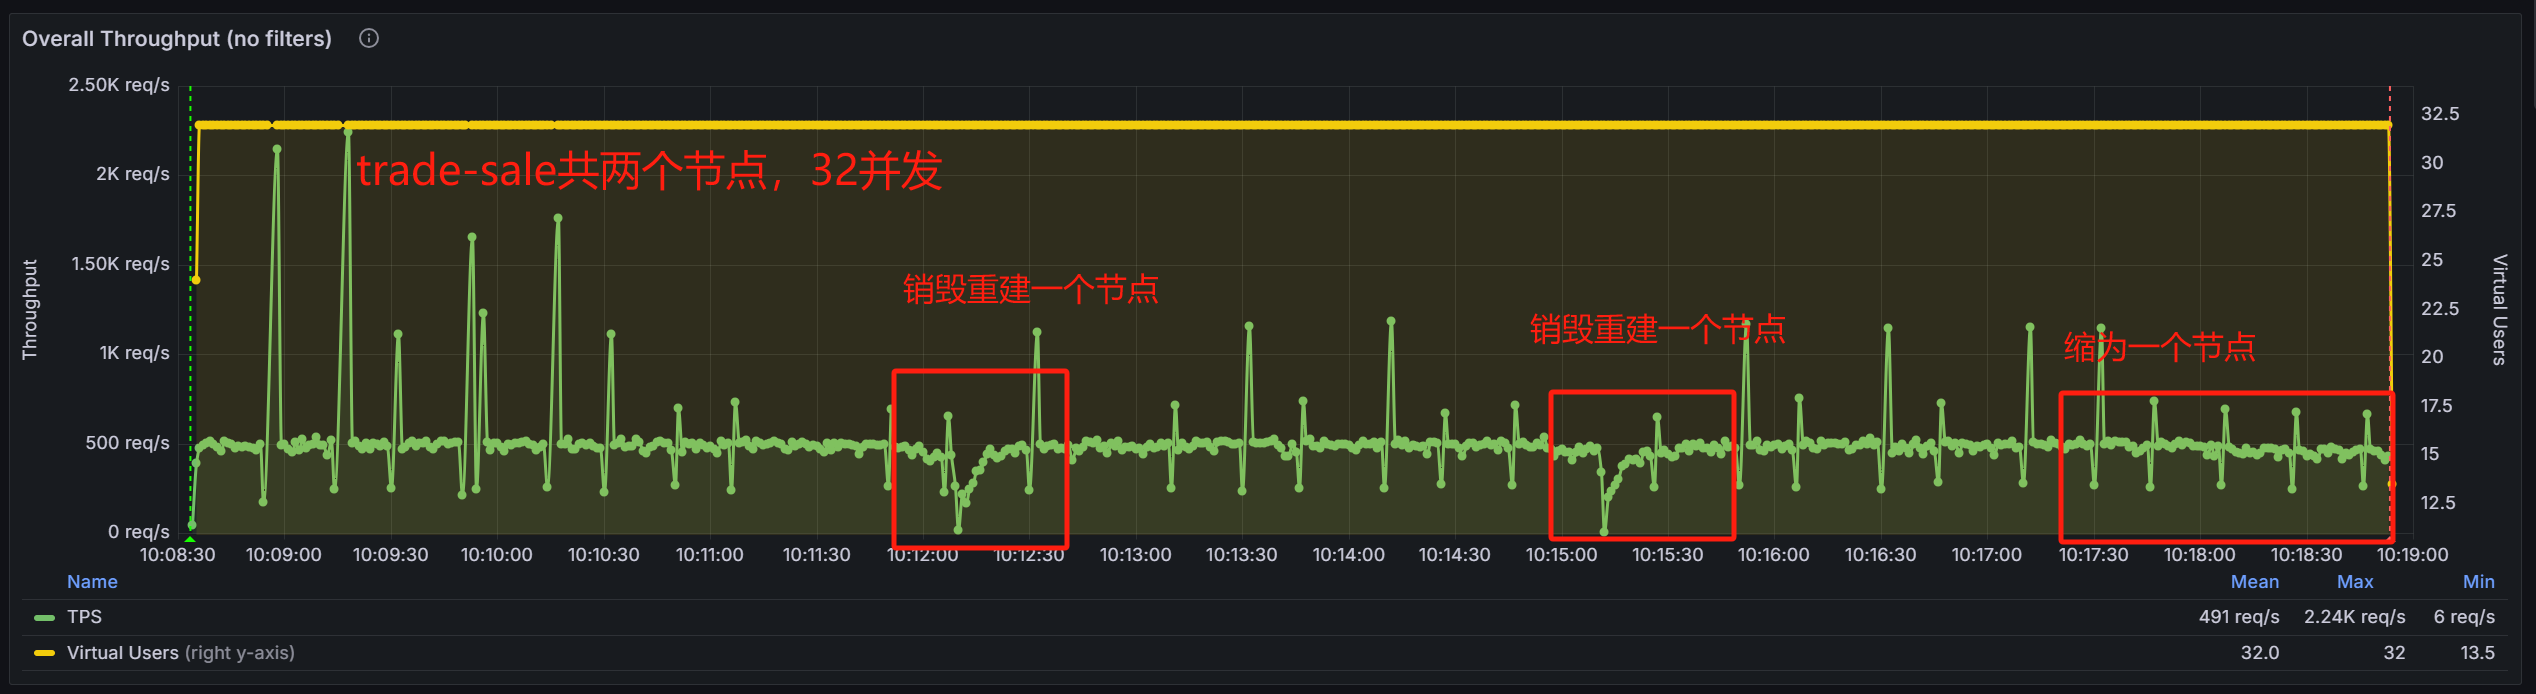 Overall Throughput (no filters)
2.50K req/s
2K req/s
1.50K req/s
1K req/s
500 req/s
0 req/s
Throughput
32.5
30
27.5
25
22.5
20
17.5
15
12.5
Virtual Users
trade-sale共两个节点，32并发
销毁重建一个节点
销毁重建一个节点
缩为一个节点
10:08:30 10:09:00 10:09:30 10:10:00 10:10:30 10:11:00 10:11:30 10:12:00 10:12:30 10:13:00 10:13:30 10:14:00 10:14:30 10:15:00 10:15:30 10:16:00 10:16:30 10:17:00 10:17:30 10:18:00 10:18:30 10:19:00
Name Mean Max Min
TPS 491 req/s 2.24K req/s 6 req/s
Virtual Users (right y-axis) 32.0 32 13.5